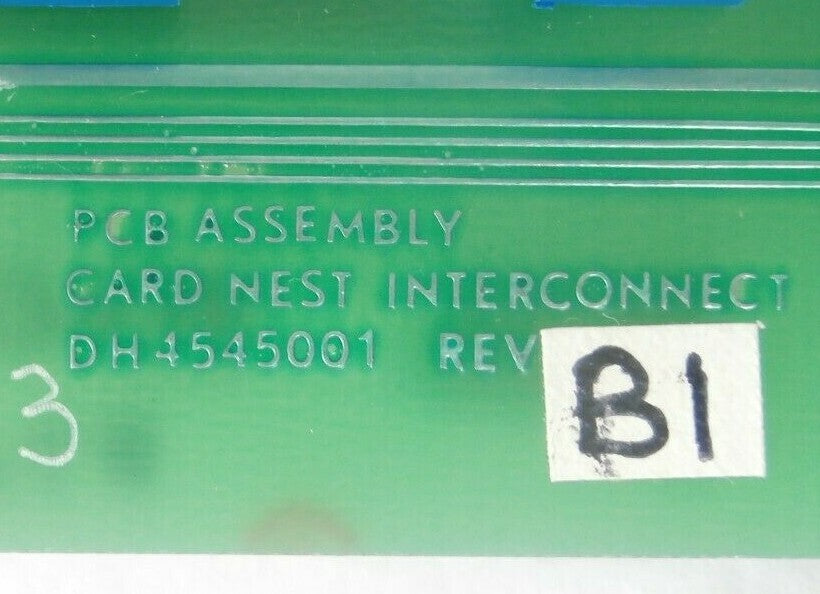 PCB ASSEMBLY
CARD NEST INTERCONNECT
DH4545001 REV B1
3